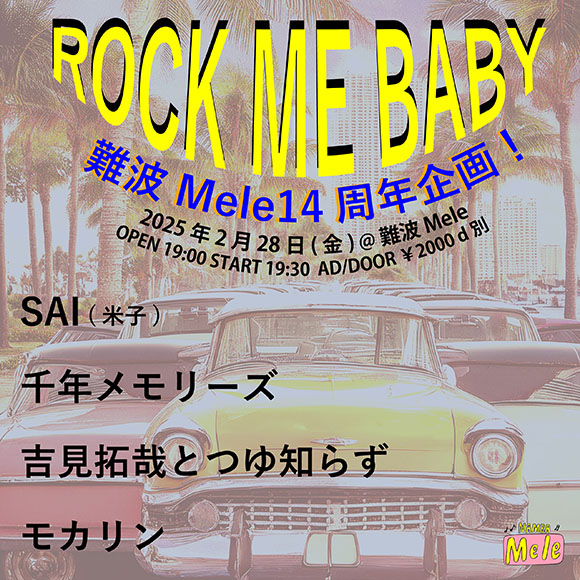 ROCK ME BABY
難波 Mele14 周年企画！
2025 年 2 月 28 日 ( 金 ) @ 難波 Mele
OPEN 19:00 START 19:30 AD/DOOR ￥2000 d 別
SAI ( 米子 )
千年メモリーズ
吉見拓哉とつゆ知らず
モカリン
NAMBA
Mele